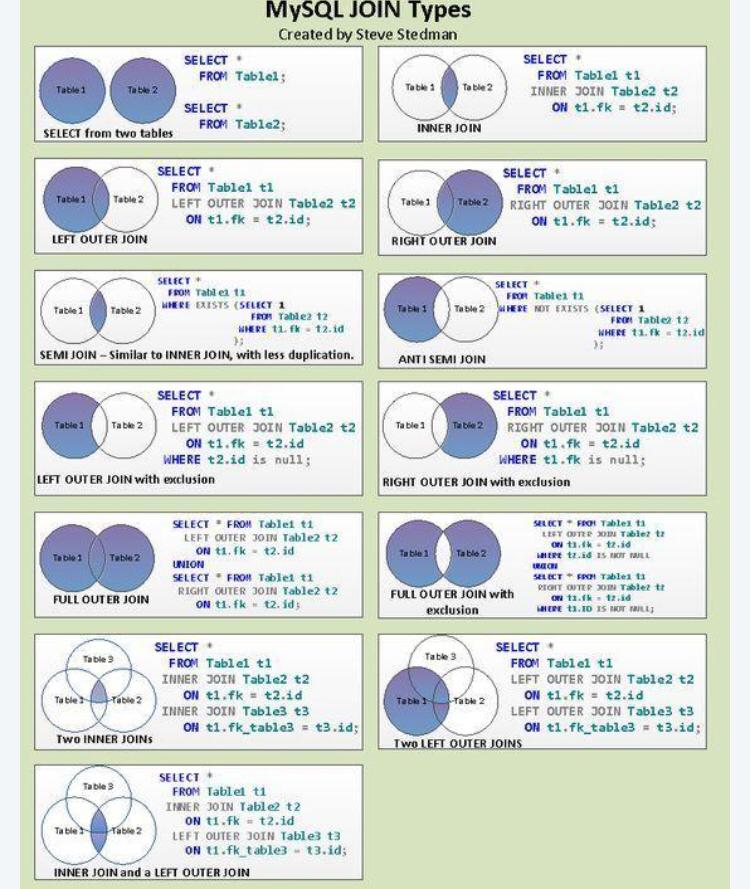 MySQL JOIN Types
Created by Steve Stedman
Table 1
Table 2
SELECT *
FROM Table1;
SELECT *
FROM Table2;
SELECT from two tables
Table 1
Table 2
SELECT *
FROM Table1 t1
INNER JOIN Table2 t2
ON t1.fk = t2.id;
INNER JOIN
Table 1
Table 2
SELECT *
FROM Table1 t1
LEFT OUTER JOIN Table2 t2
ON t1.fk = t2.id;
LEFT OUTER JOIN
Table 1
Table 2
SELECT *
FROM Table1 t1
RIGHT OUTER JOIN Table2 t2
ON t1.fk = t2.id;
RIGHT OUTER JOIN
Table 1
Table 2
SELECT *
FROM Table1 t1
WHERE EXISTS (SELECT 1
FROM Table2 t2
WHERE t1.fk = t2.id
);
SEMI JOIN – Similar to INNER JOIN, with less duplication.
Table 1
Table 2
SELECT *
FROM Table1 t1
WHERE NOT EXISTS (SELECT 1
FROM Table2 t2
WHERE t1.fk = t2.id
);
ANTI SEMI JOIN
Table 1
Table 2
SELECT *
FROM Table1 t1
LEFT OUTER JOIN Table2 t2
ON t1.fk = t2.id
WHERE t2.id is null;
LEFT OUTER JOIN with exclusion
Table 1
Table 2
SELECT *
FROM Table1 t1
RIGHT OUTER JOIN Table2 t2
ON t1.fk = t2.id
WHERE t1.fk is null;
RIGHT OUTER JOIN with exclusion
Table 1
Table 2
SELECT * FROM Table1 t1
LEFT OUTER JOIN Table2 t2
ON t1.fk = t2.id
UNION
SELECT * FROM Table1 t1
RIGHT OUTER JOIN Table2 t2
ON t1.fk = t2.id;
FULL OUTER JOIN
Table 1
Table 2
SELECT * FROM Table1 t1
LEFT OUTER JOIN Table2 t2
ON t1.fk = t2.id
WHERE t2.id IS NOT NULL
UNION
SELECT * FROM Table1 t1
RIGHT OUTER JOIN Table2 t2
ON t1.fk = t2.id
WHERE t1.ID IS NOT NULL;
FULL OUTER JOIN with
exclusion
Table 3
Table 1
Table 2
SELECT *
FROM Table1 t1
INNER JOIN Table2 t2
ON t1.fk = t2.id
INNER JOIN Table3 t3
ON t1.fk_table3 = t3.id;
Two INNER JOINs
Table 3
Table 1
Table 2
SELECT *
FROM Table1 t1
LEFT OUTER JOIN Table2 t2
ON t1.fk = t2.id
LEFT OUTER JOIN Table3 t3
ON t1.fk_table3 = t3.id;
Two LEFT OUTER JOINS
Table 3
Table 1
Table 2
SELECT *
FROM Table1 t1
INNER JOIN Table2 t2
ON t1.fk = t2.id
LEFT OUTER JOIN Table3 t3
ON t1.fk_table3 = t3.id;
INNER JOIN and a LEFT OUTER JOIN